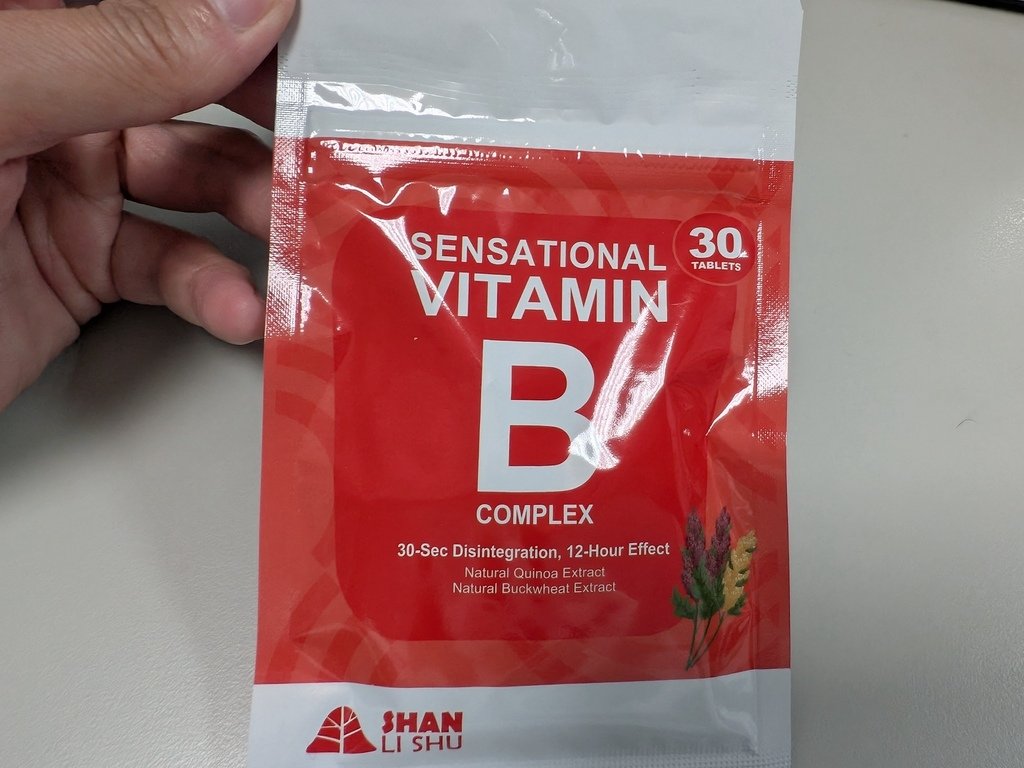 SENSATIONAL
VITAMIN
30
TABLETS
B
COMPLEX
30-Sec Disintegration, 12-Hour Effect
Natural Quinoa Extract
Natural Buckwheat Extract
SHAN
LI SHU